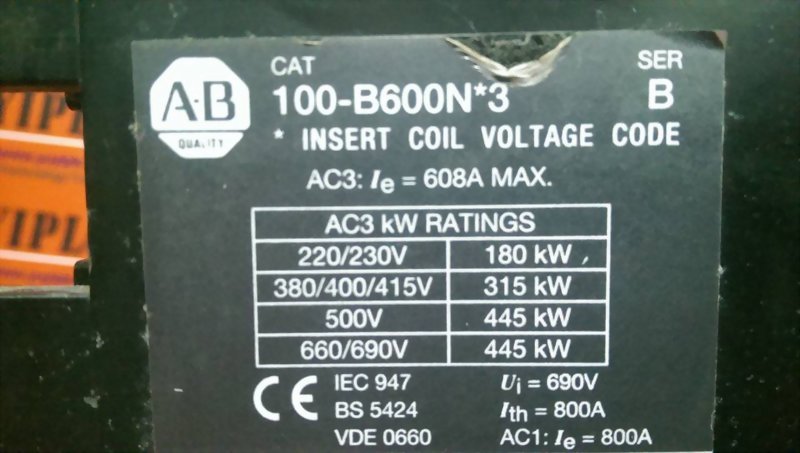 CAT
100-B600N*3
SER
B
A·B
QUALITY
* INSERT COIL VOLTAGE CODE
AC3: Ie = 608A MAX.
AC3 kW RATINGS
220/230V 180 kW
380/400/415V 315 kW
500V 445 kW
660/690V 445 kW
CE IEC 947 Ui = 690V
BS 5424 Ith = 800A
VDE 0660 AC1: Ie = 800A